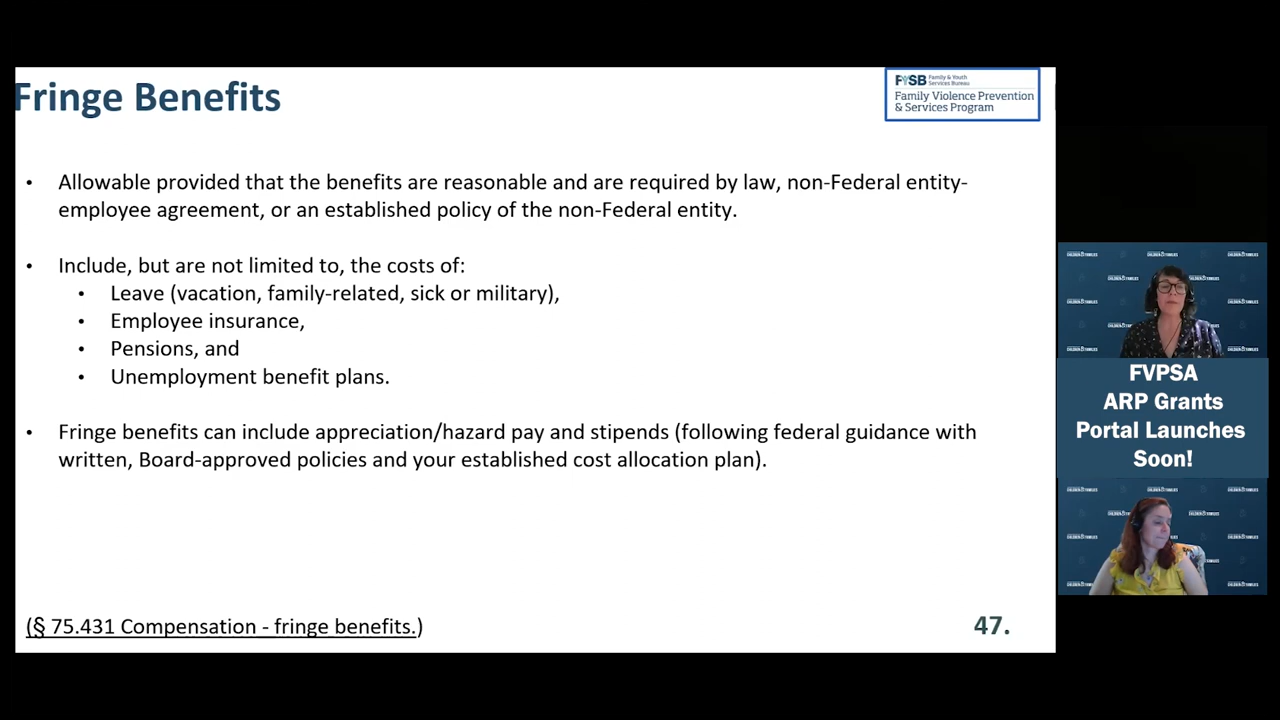 Fringe Benefits
FYSB Family & Youth
Services Bureau
Family Violence Prevention
& Services Program
• Allowable provided that the benefits are reasonable and are required by law, non-Federal entity-
employee agreement, or an established policy of the non-Federal entity.
• Include, but are not limited to, the costs of:
• Leave (vacation, family-related, sick or military),
• Employee insurance,
• Pensions, and
• Unemployment benefit plans.
• Fringe benefits can include appreciation/hazard pay and stipends (following federal guidance with
written, Board-approved policies and your established cost allocation plan).
(§ 75.431 Compensation - fringe benefits.)
47.
FVPSA
ARP Grants
Portal Launches
Soon!